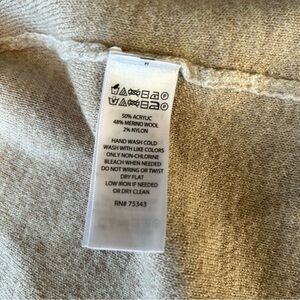 50% ACRYLIC
48% MERINO WOOL
2% NYLON
HAND WASH COLD
WASH WITH LIKE COLORS
ONLY NON-CHLORINE
BLEACH WHEN NEEDED
DO NOT WRING OR TWIST
DRY FLAT
LOW IRON IF NEEDED
OR DRY CLEAN
RN# 75343